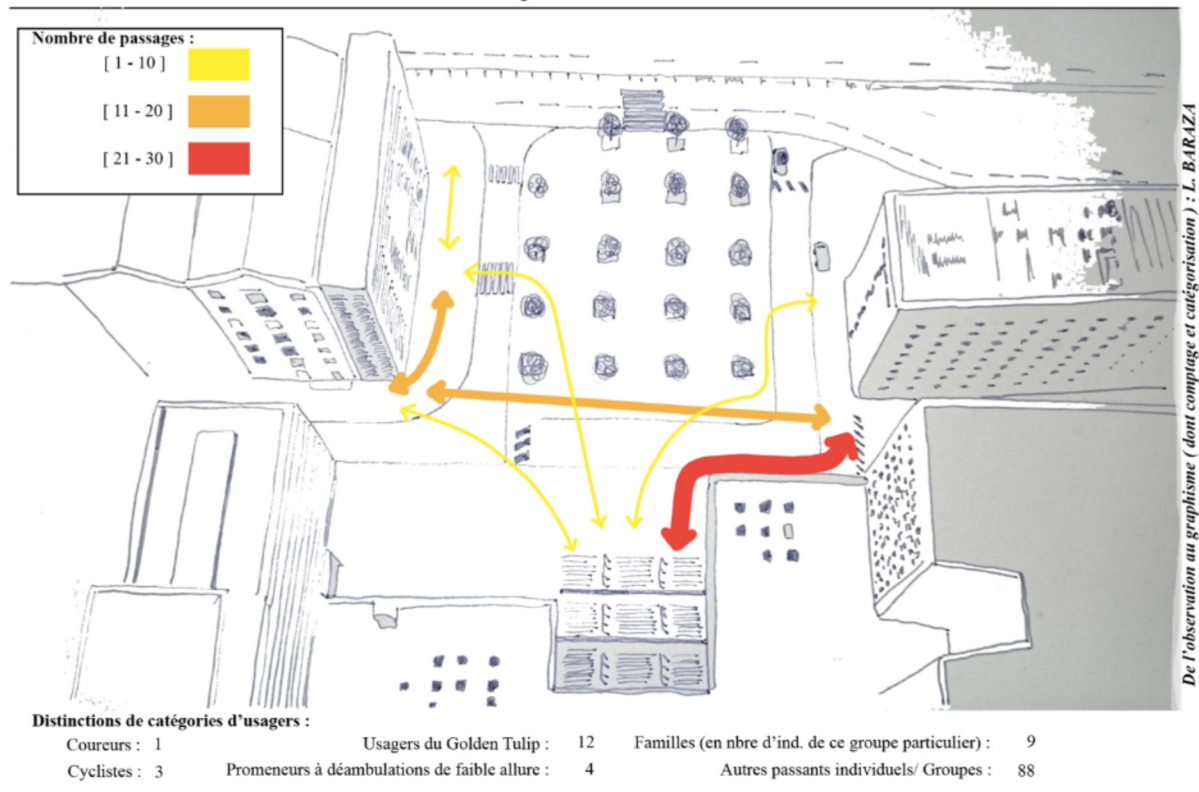 Nombre de passages :
[ 1 - 10 ]
[ 11 - 20 ]
[ 21 - 30 ]
De l'observation au graphisme ( dont comptage et catégorisation ) : L. BARAZA
Distinctions de catégories d'usagers :
Coureurs : 1
Usagers du Golden Tulip : 12
Familles (en nbre d'ind. de ce groupe particulier) : 9
Cyclistes : 3
Promeneurs à déambulations de faible allure : 4
Autres passants individuels/ Groupes : 88